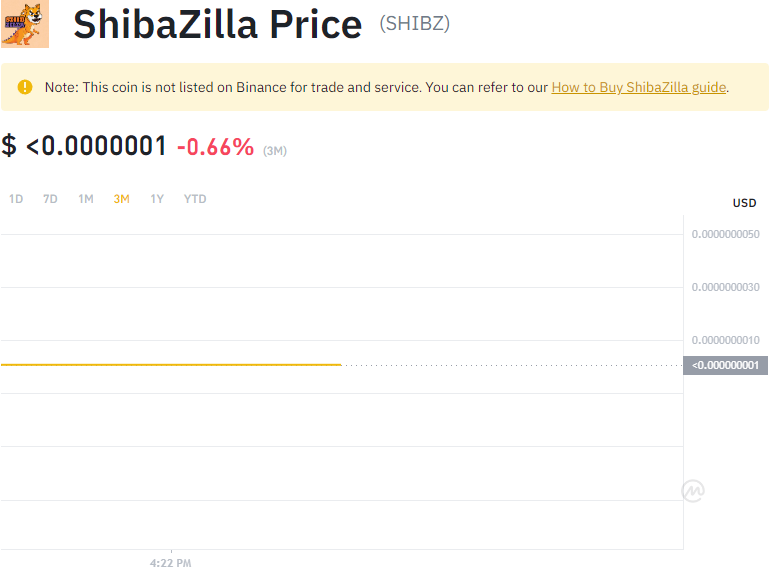 ShibaZilla Price (SHIBZ)
Note: This coin is not listed on Binance for trade and service. You can refer to our How to Buy ShibaZilla guide.
$ <0.0000001 -0.66% (3M)
1D 7D 1M 3M 1Y YTD
USD
0.0000000050
0.0000000030
0.0000000010
<0.000000001
4:22 PM